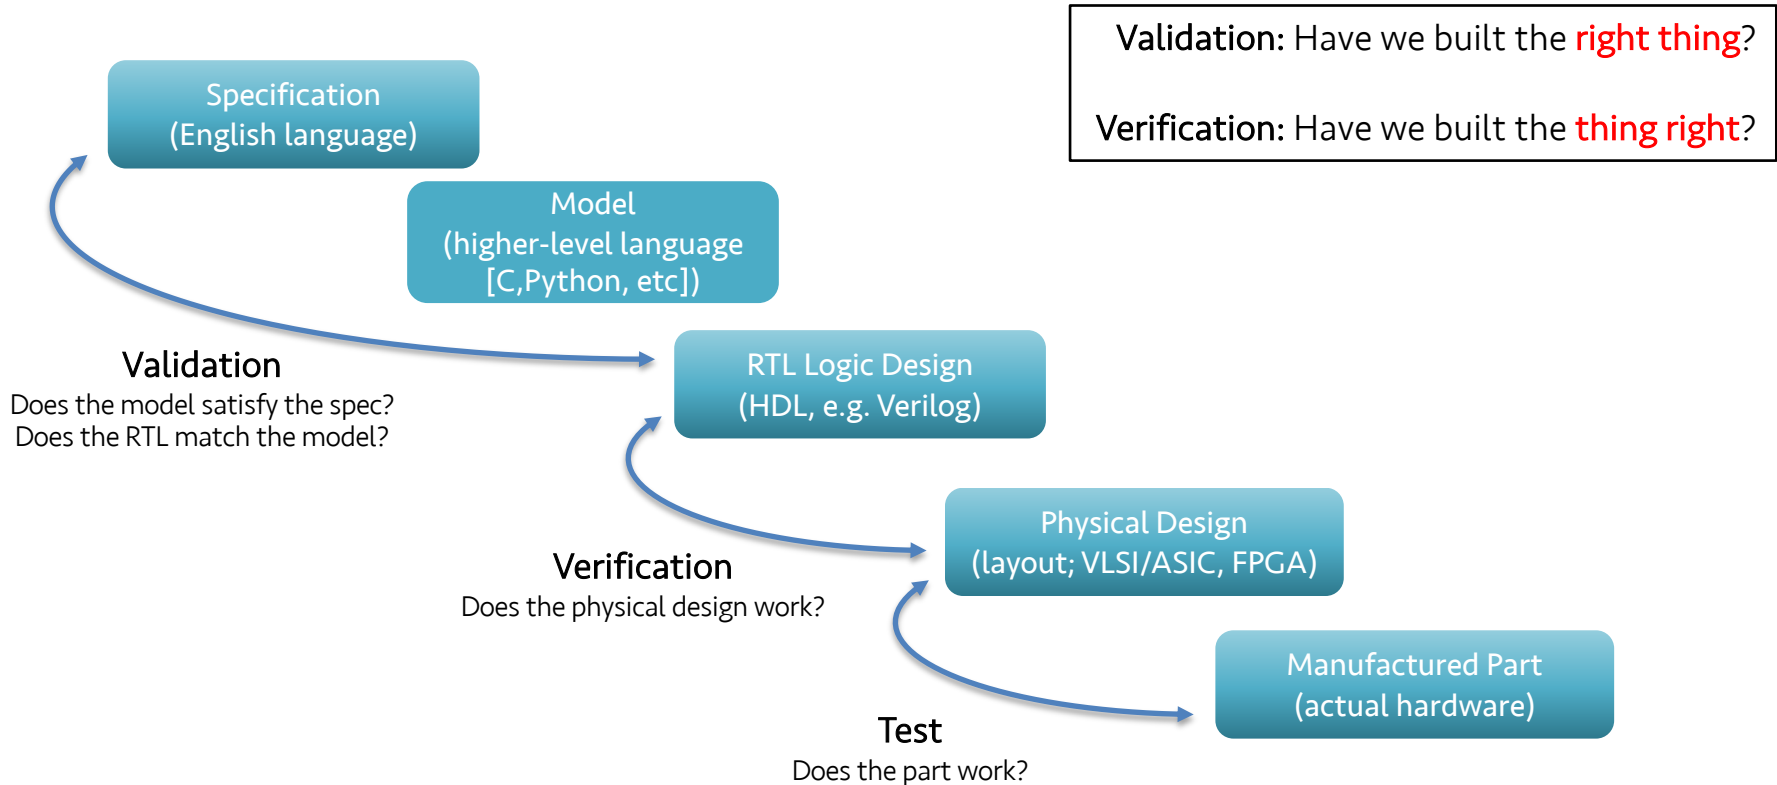 Validation: Have we built the right thing?
Verification: Have we built the thing right?
Specification
(English language)
Model
(higher-level language
[C,Python, etc])
Validation
Does the model satisfy the spec?
Does the RTL match the model?
RTL Logic Design
(HDL, e.g. Verilog)
Verification
Does the physical design work?
Physical Design
(layout; VLSI/ASIC, FPGA)
Test
Does the part work?
Manufactured Part
(actual hardware)